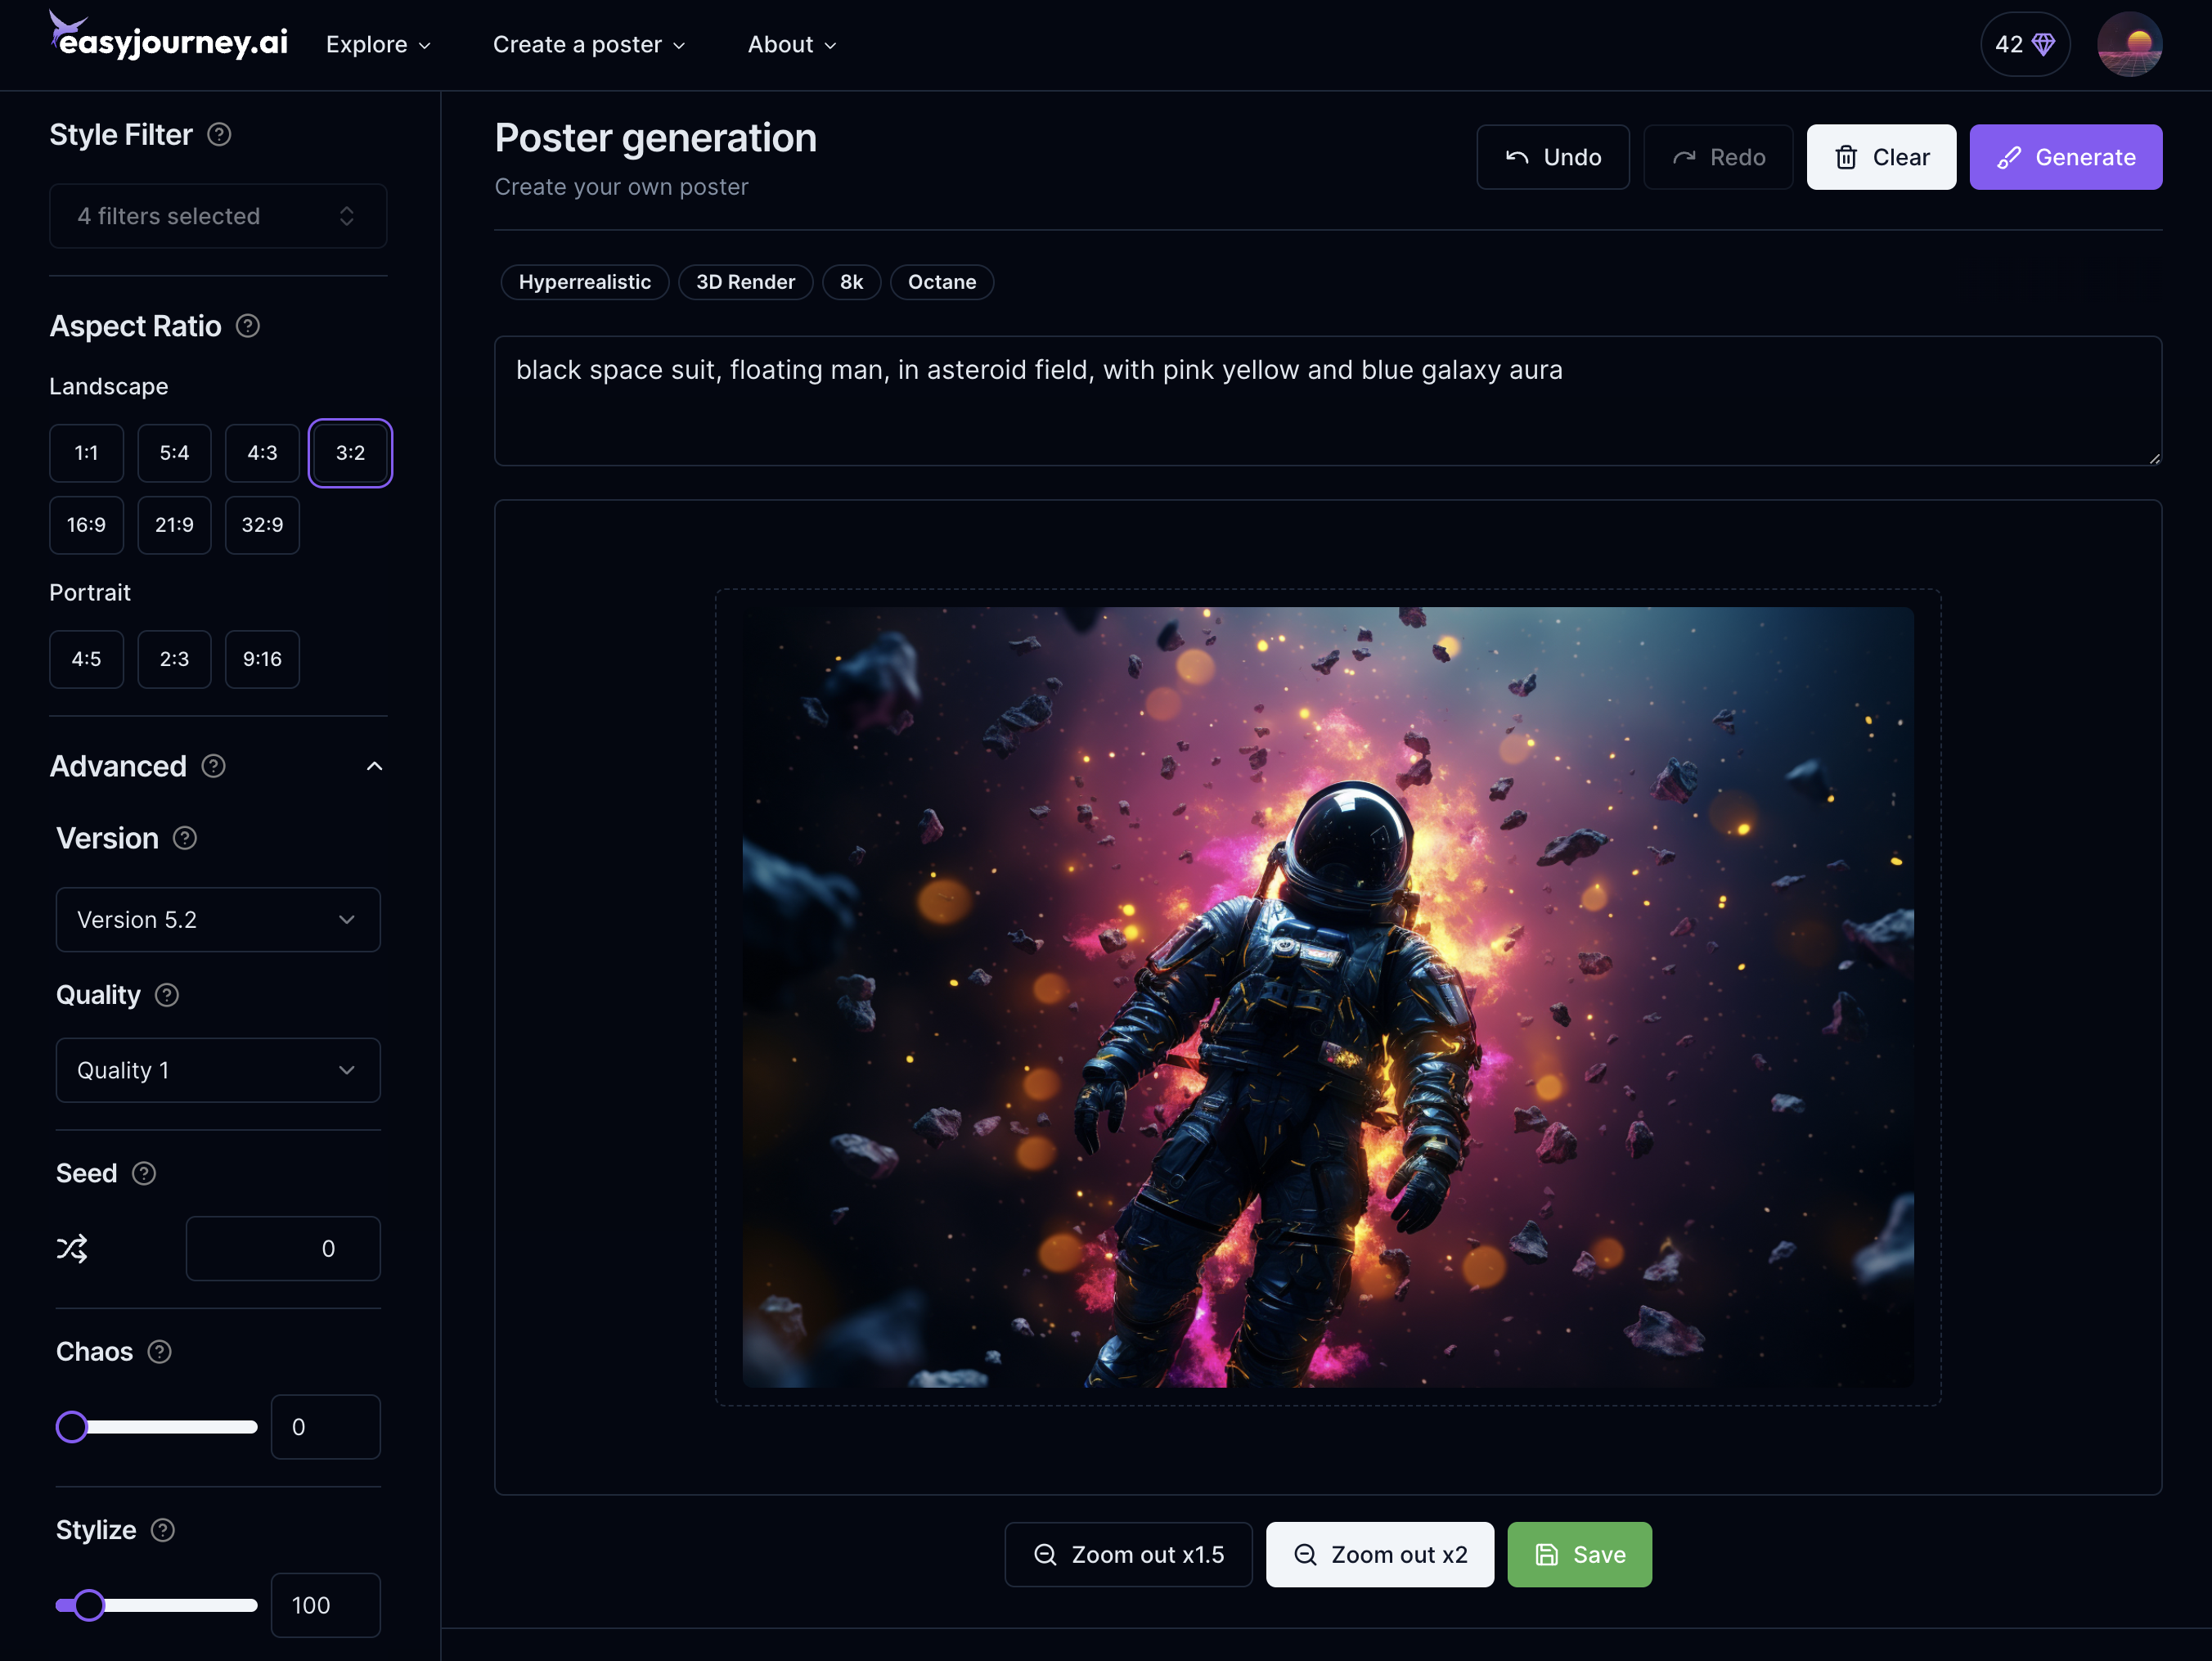 easyjourney.ai
Explore
Create a poster
About
42
Style Filter
4 filters selected
Aspect Ratio
Landscape
1:1 5:4 4:3 3:2
16:9 21:9 32:9
Portrait
4:5 2:3 9:16
Advanced
Version
Version 5.2
Quality
Quality 1
Seed
0
Chaos
0
Stylize
100
Poster generation
Create your own poster
Undo
Redo
Clear
Generate
Hyperrealistic 3D Render 8k Octane
black space suit, floating man, in asteroid field, with pink yellow and blue galaxy aura
Zoom out x1.5
Zoom out x2
Save